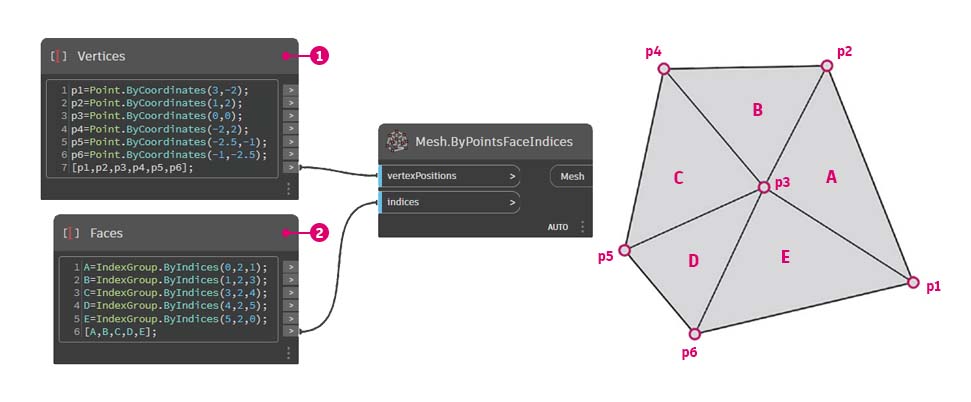 [ ] Vertices
1
1 p1=Point.ByCoordinates(3,-2); >
2 p2=Point.ByCoordinates(1,2); >
3 p3=Point.ByCoordinates(0,0); >
4 p4=Point.ByCoordinates(-2,2); >
5 p5=Point.ByCoordinates(-2.5,-1); >
6 p6=Point.ByCoordinates(-1,-2.5); >
7 [p1,p2,p3,p4,p5,p6]; >
[ ] Faces
2
1 A=IndexGroup.ByIndices(0,2,1); >
2 B=IndexGroup.ByIndices(1,2,3); >
3 C=IndexGroup.ByIndices(3,2,4); >
4 D=IndexGroup.ByIndices(4,2,5); >
5 E=IndexGroup.ByIndices(5,2,0); >
6 [A,B,C,D,E]; >
Mesh.ByPointsFaceIndices
vertexPositions > Mesh
indices >
AUTO
p4
p2
B
C
p3
A
p5
D
E
p1
p6